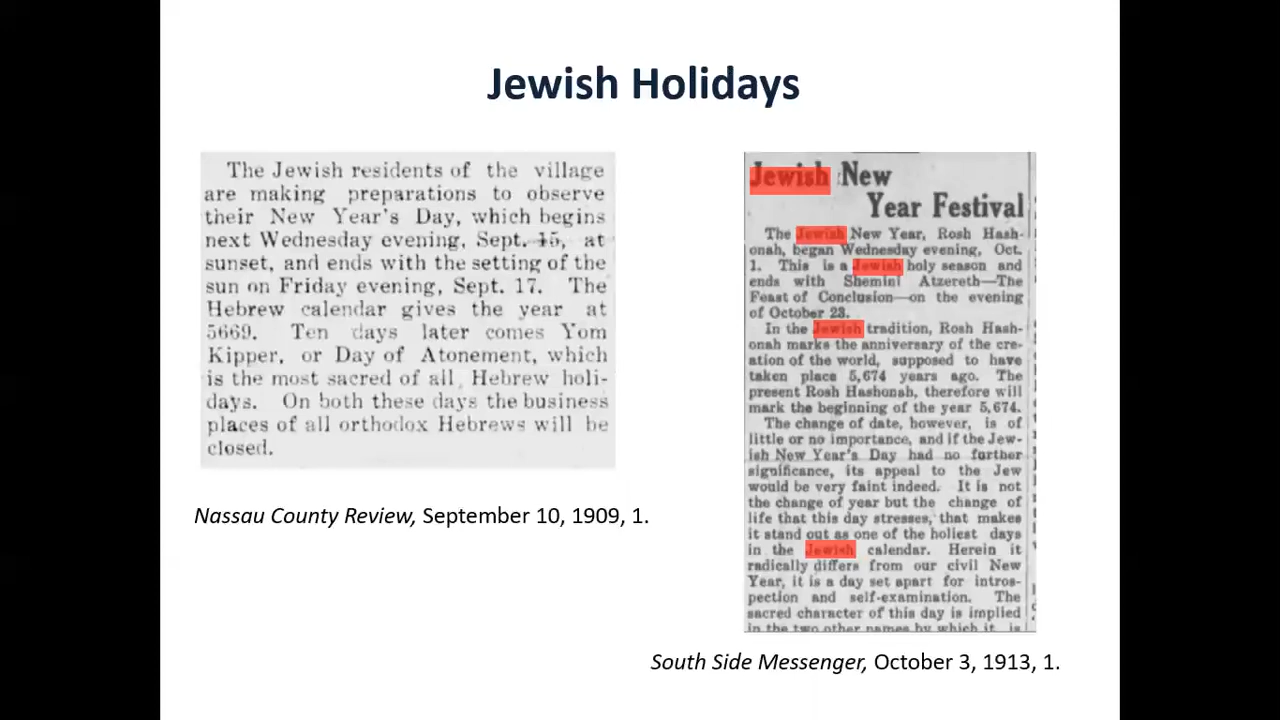 Jewish Holidays
The Jewish residents of the village
are making preparations to observe
their New Year's Day, which begins
next Wednesday evening, Sept. 15, at
sunset, and ends with the setting of the
sun on Friday evening, Sept. 17. The
Hebrew calendar gives the year at
5669. Ten days later comes Yom
Kipper, or Day of Atonement, which
is the most sacred of all, Hebrew holi-
days. On both these days the business
places of all orthodox Hebrews will be
closed.
Nassau County Review, September 10, 1909, 1.
Jewish New
Year Festival
The Jewish New Year, Rosh Hash-
onah, began Wednesday evening, Oct.
1. This is a Jewish holy season and
ends with Shemini Atzereth—The
Feast of Conclusion—on the evening
of October 23.
In the Jewish tradition, Rosh Hash-
onah marks the anniversary of the cre-
ation of the world, supposed to have
taken place 5,674 years ago. The
present Rosh Hashonah, therefore will
mark the beginning of the year 5,674.
The change of date, however, is of
little or no importance, and if the Jew-
ish New Year's Day had no further
significance, its appeal to the Jew
would be very faint indeed. It is not
the change of year but the change of
life that this day stresses, that makes
it stand out as one of the holiest days
in the Jewish calendar. Herein it
radically differs from our civil New
Year, it is a day set apart for intros-
pection and self-examination. The
sacred character of this day is implied
in the two other names by which it is
South Side Messenger, October 3, 1913, 1.